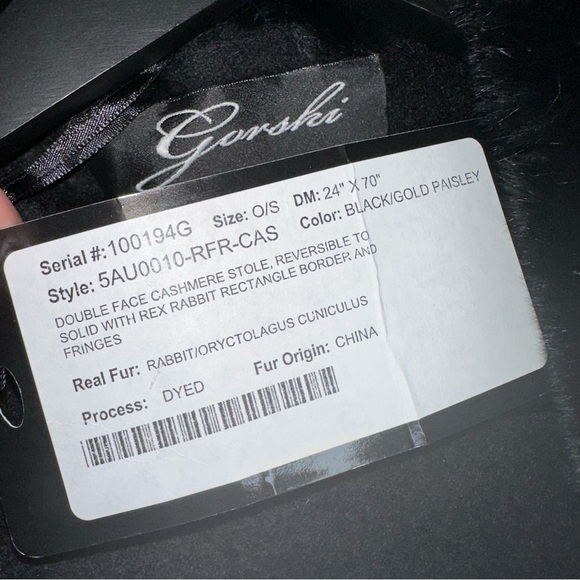 Gorski
Serial #:100194G Size: O/S DM: 24" X 70"
Style: 5AU0010-RFR-CAS Color: BLACK/GOLD PAISLEY
DOUBLE FACE CASHMERE STOLE, REVERSIBLE TO
SOLID WITH REX RABBIT RECTANGLE BORDER AND
FRINGES
Real Fur: RABBIT/ORYCTOLAGUS CUNICULUS
Process: DYED Fur Origin: CHINA